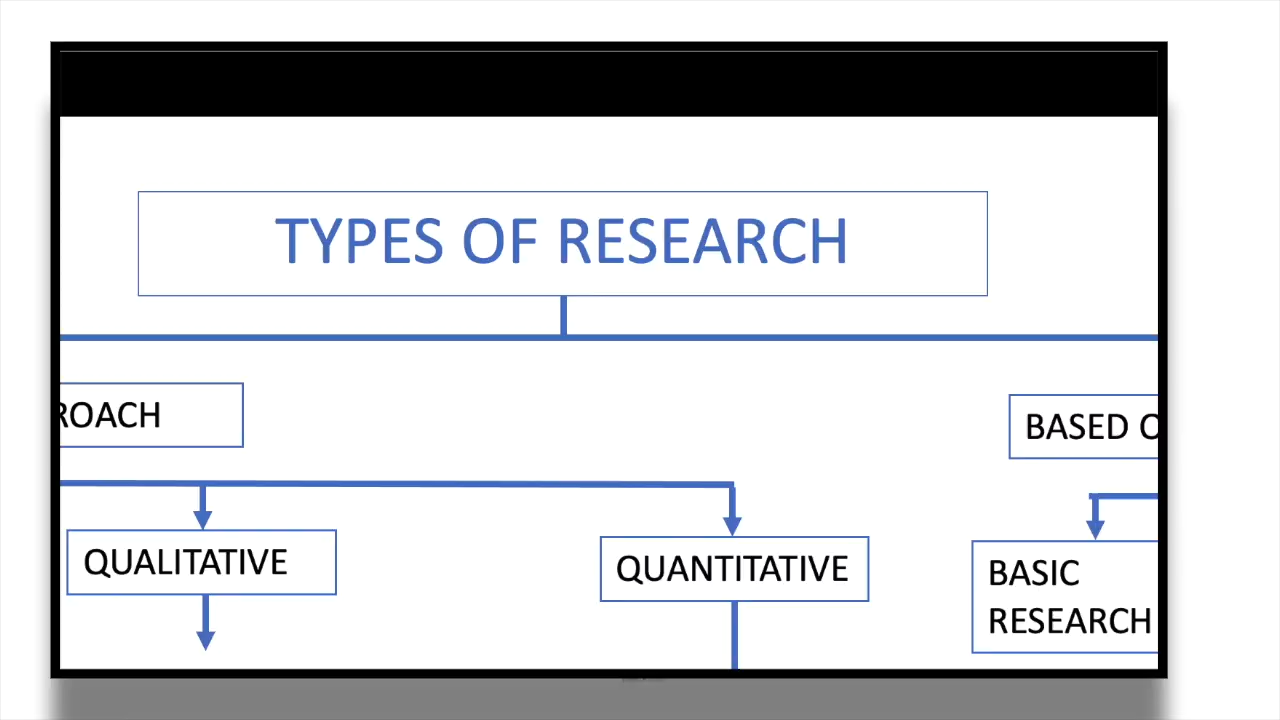 TYPES OF RESEARCH
ROACH
BASED O
QUALITATIVE
QUANTITATIVE
BASIC
RESEARCH